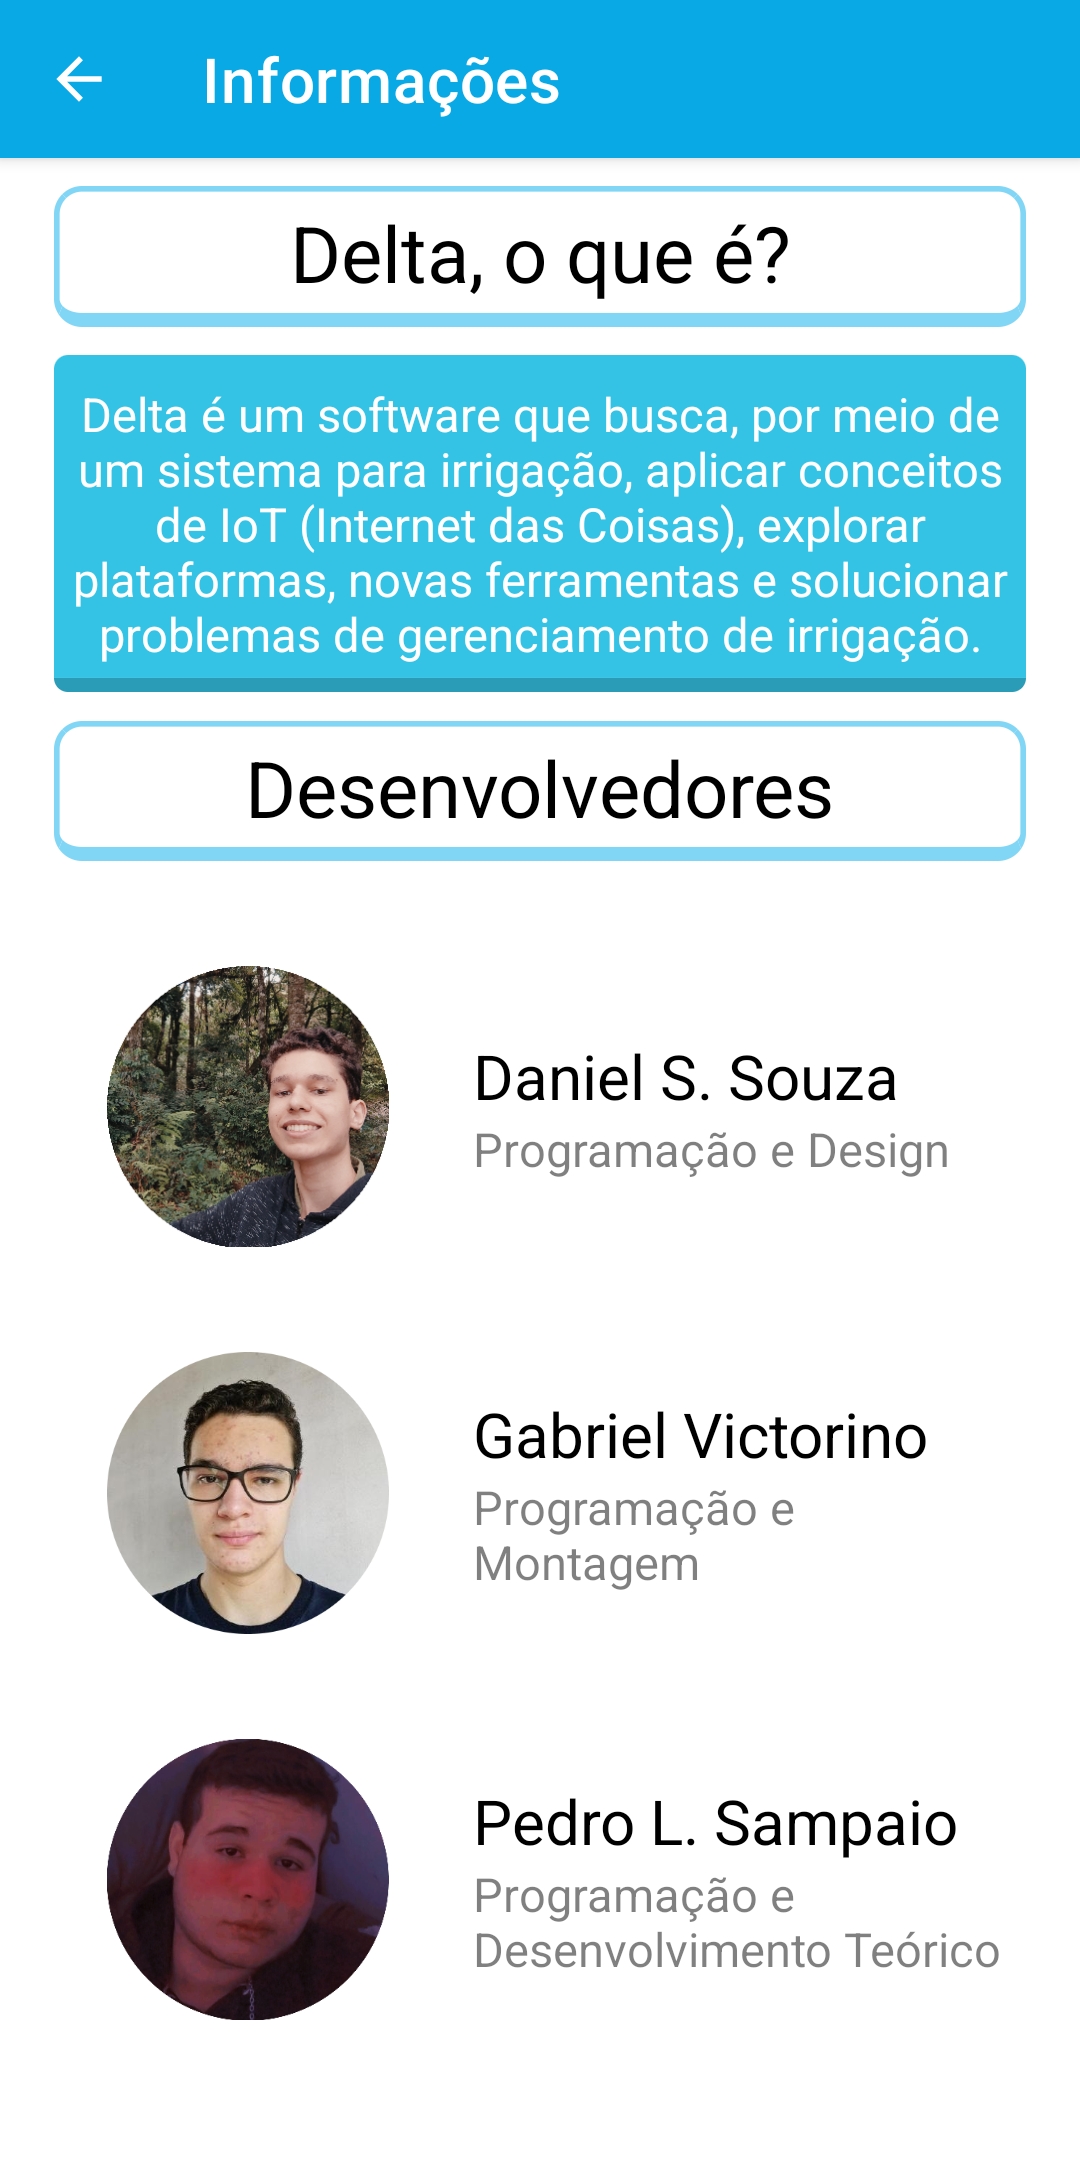 Informações
Delta, o que é?
Delta é um software que busca, por meio de
um sistema para irrigação, aplicar conceitos
de IoT (Internet das Coisas), explorar
plataformas, novas ferramentas e solucionar
problemas de gerenciamento de irrigação.
Desenvolvedores
Daniel S. Souza
Programação e Design
Gabriel Victorino
Programação e
Montagem
Pedro L. Sampaio
Programação e
Desenvolvimento Teórico